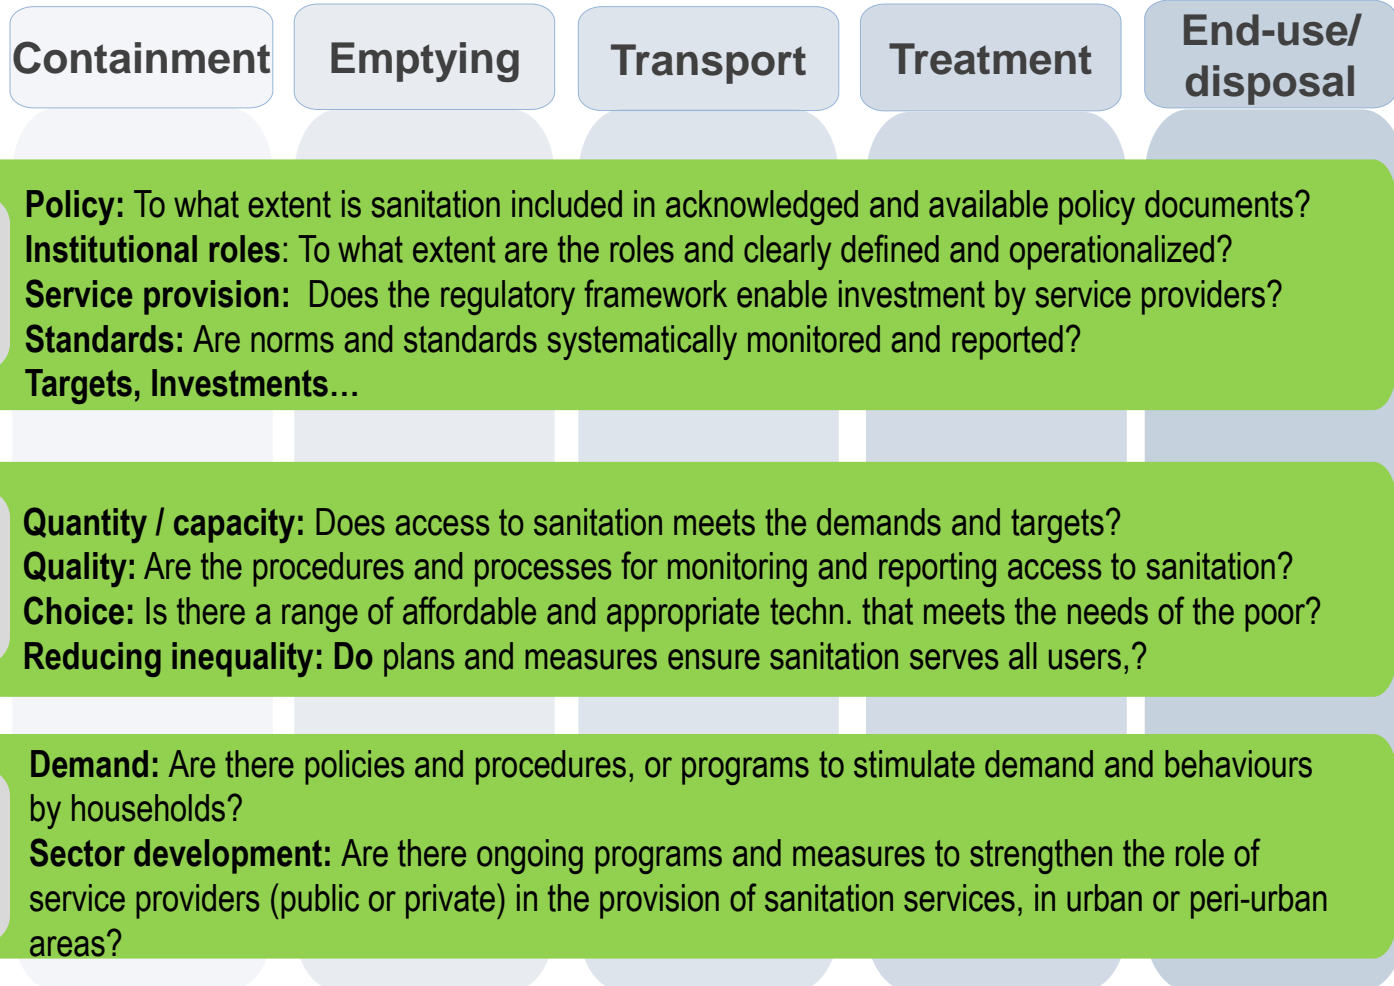 Containment
Emptying
Transport
Treatment
End-use/
disposal
Policy: To what extent is sanitation included in acknowledged and available policy documents?
Institutional roles: To what extent are the roles and clearly defined and operationalized?
Service provision: Does the regulatory framework enable investment by service providers?
Standards: Are norms and standards systematically monitored and reported?
Targets, Investments…
Quantity / capacity: Does access to sanitation meets the demands and targets?
Quality: Are the procedures and processes for monitoring and reporting access to sanitation?
Choice: Is there a range of affordable and appropriate techn. that meets the needs of the poor?
Reducing inequality: Do plans and measures ensure sanitation serves all users,?
Demand: Are there policies and procedures, or programs to stimulate demand and behaviours
by households?
Sector development: Are there ongoing programs and measures to strengthen the role of
service providers (public or private) in the provision of sanitation services, in urban or peri-urban
areas?